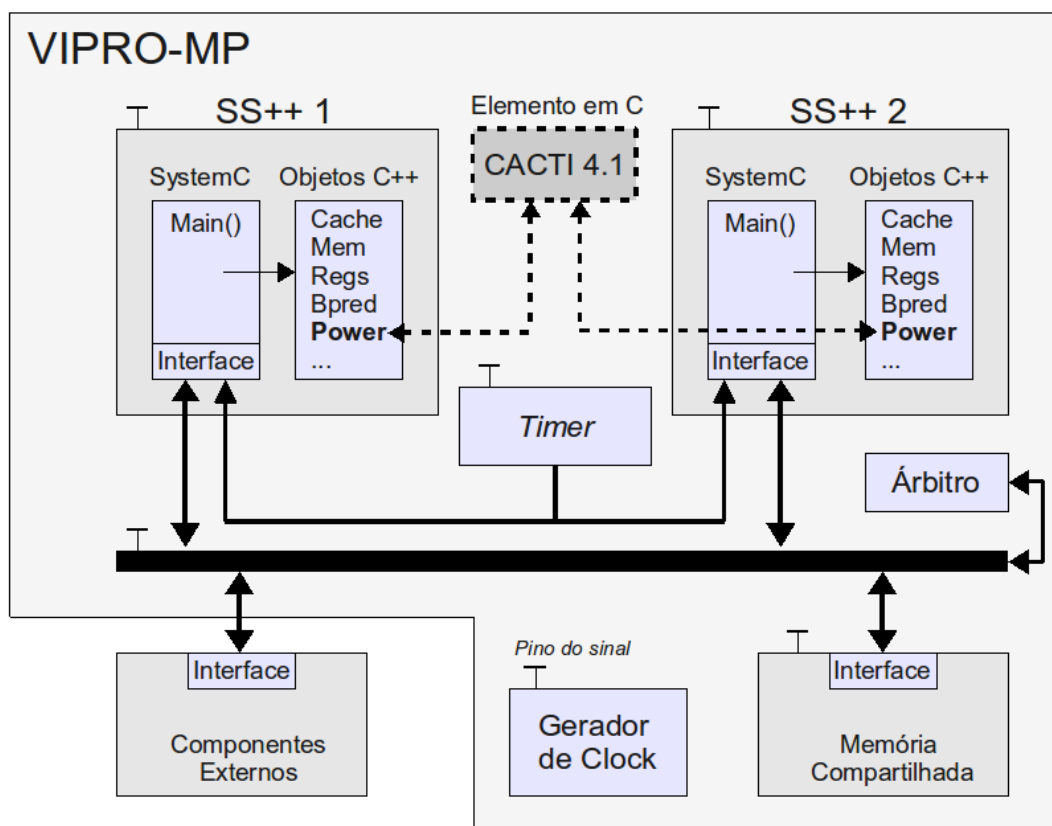 VIPRO-MP
SS++ 1
SystemC
Main()
Interface
Objetos C++
Cache
Mem
Regs
Bpred
Power
...
Elemento em C
CACTI 4.1
SS++ 2
SystemC
Main()
Interface
Objetos C++
Cache
Mem
Regs
Bpred
Power
...
Timer
Árbitro
Interface
Componentes
Externos
Pino do sinal
Gerador
de Clock
Interface
Memória
Compartilhada